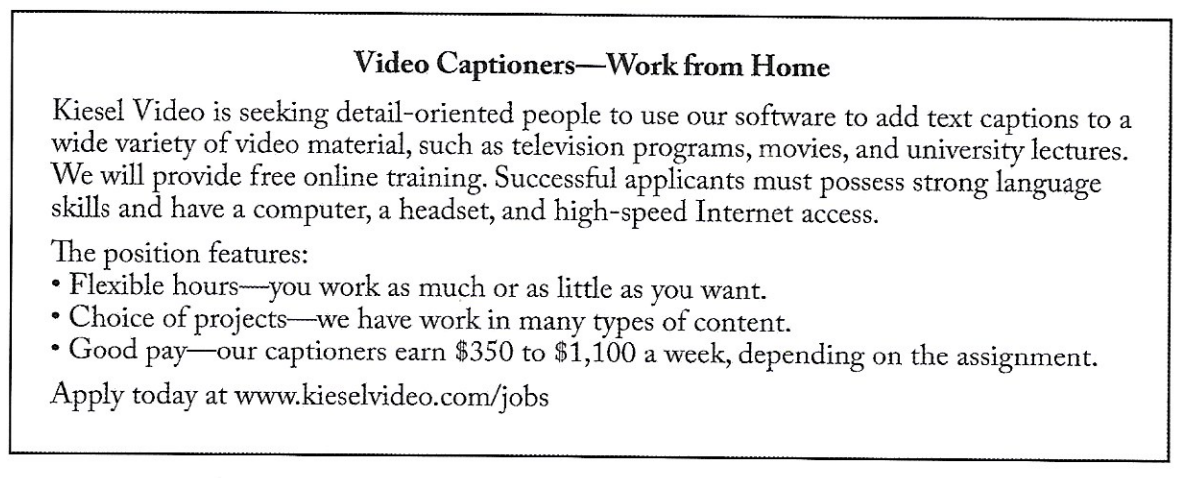 Video Captioners—Work from Home
Kiesel Video is seeking detail-oriented people to use our software to add text captions to a
wide variety of video material, such as television programs, movies, and university lectures.
We will provide free online training. Successful applicants must possess strong language
skills and have a computer, a headset, and high-speed Internet access.
The position features:
• Flexible hours—you work as much or as little as you want.
• Choice of projects—we have work in many types of content.
• Good pay—our captioners earn $350 to $1,100 a week, depending on the assignment.
Apply today at www.kieselvideo.com/jobs